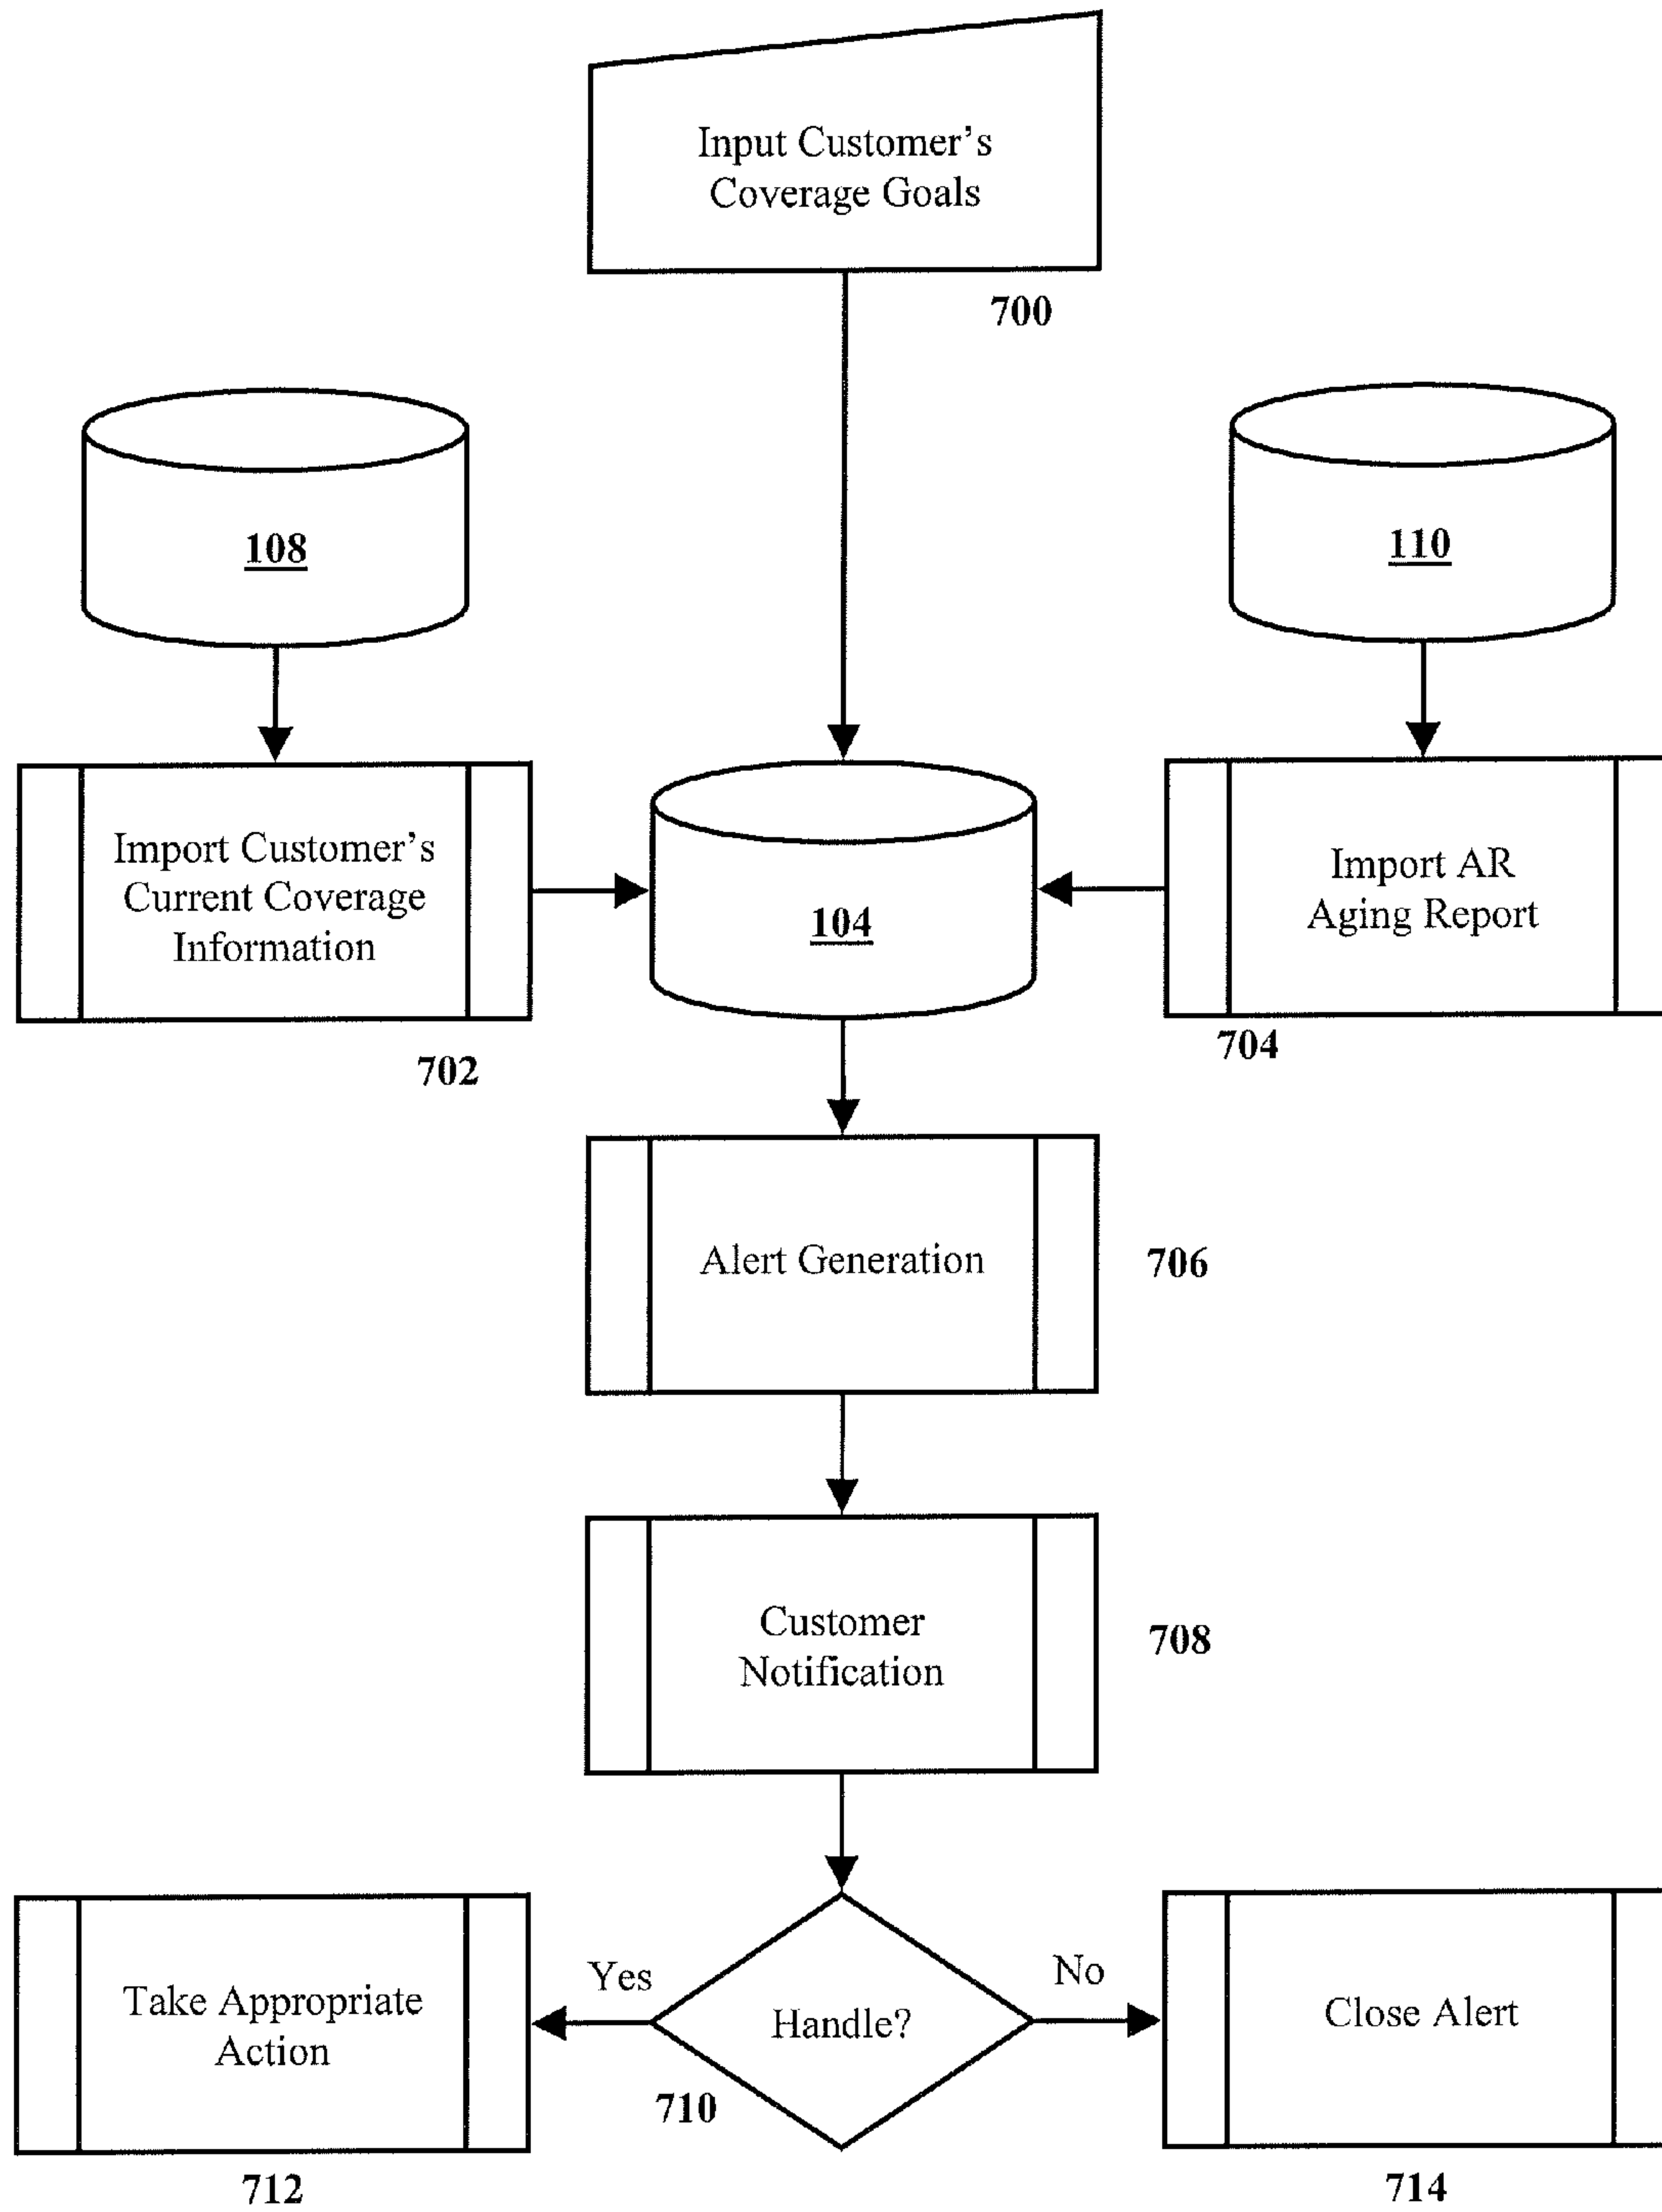 Input Customer's
Coverage Goals
700
108
110
Import Customer's
Current Coverage
Information
702
104
Import AR
Aging Report
704
Alert Generation
706
Customer
Notification
708
Yes
Handle?
No
710
Take Appropriate
Action
712
Close Alert
714